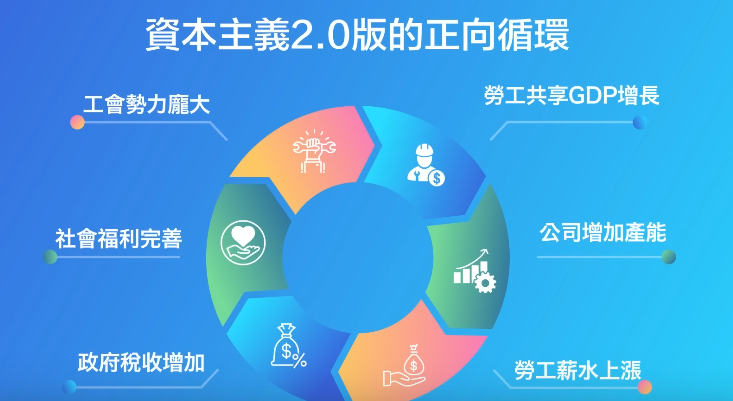 資本主義2.0版的正向循環
工會勢力龐大
勞工共享GDP增長
社會福利完善
公司增加產能
政府稅收增加
勞工薪水上漲
$
$
$%